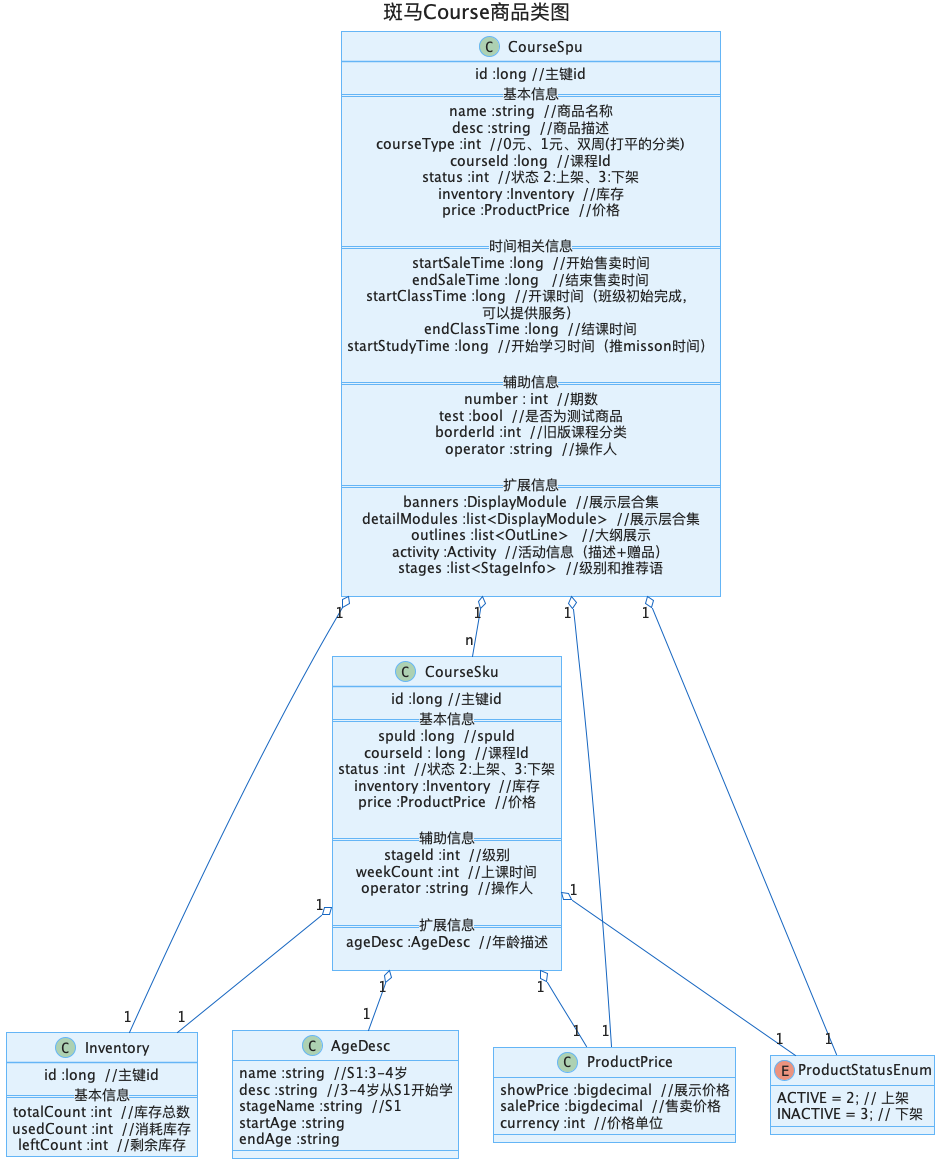 斑马Course商品类图
C CourseSpu
id :long //主键id
基本信息
name :string //商品名称
desc :string //商品描述
courseType :int //0元、1元、双周(打平的分类)
courseId :long //课程Id
status :int //状态 2:上架、3:下架
inventory :Inventory //库存
price :ProductPrice //价格
时间相关信息
startSaleTime :long //开始售卖时间
endSaleTime :long //结束售卖时间
startClassTime :long //开课时间（班级初始完成，
可以提供服务）
endClassTime :long //结课时间
startStudyTime :long //开始学习时间（推misson时间）
辅助信息
number : int //期数
test :bool //是否为测试商品
borderId :int //旧版课程分类
operator :string //操作人
扩展信息
banners :DisplayModule //展示层合集
detailModules :list<DisplayModule> //展示层合集
outlines :list<OutLine> //大纲展示
activity :Activity //活动信息（描述+赠品）
stages :list<StageInfo> //级别和推荐语
1 1 1 1
n
C CourseSku
id :long //主键id
基本信息
spuId :long //spuId
courseId : long //课程Id
status :int //状态 2:上架、3:下架
inventory :Inventory //库存
price :ProductPrice //价格
辅助信息
stageId :int //级别
weekCount :int //上课时间
operator :string //操作人
扩展信息
ageDesc :AgeDesc //年龄描述
1 1
1 1
1 1 1 1 1 1 1
C Inventory
id :long //主键id
基本信息
totalCount :int //库存总数
usedCount :int //消耗库存
leftCount :int //剩余库存
C AgeDesc
name :string //S1:3-4岁
desc :string //3-4岁从S1开始学
stageName :string //S1
startAge :string
endAge :string
C ProductPrice
showPrice :bigdecimal //展示价格
salePrice :bigdecimal //售卖价格
currency :int //价格单位
E ProductStatusEnum
ACTIVE = 2; // 上架
INACTIVE = 3; // 下架